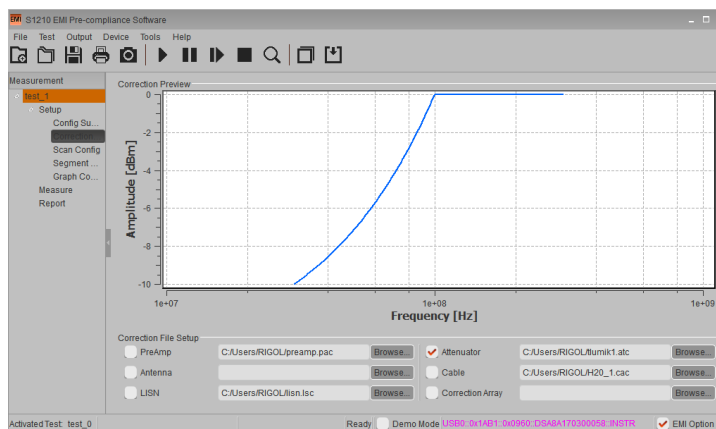 EMI S1210 EMI Pre-compliance Software
File Test Output Device Tools Help
Measurement
test_1
Setup
Config Su...
Scan Config
Segment ...
Graph Co...
Measure
Report
Correction Preview
Amplitude [dBm]
0
-2
-4
-6
-8
-10
1e+07
1e+08
1e+09
Frequency [Hz]
Correction File Setup
PreAmp C:/Users/RIGOL/preamp.pac Browse... Attenuator C:/Users/RIGOL/tlumik1.atc Browse...
Antenna Browse... Cable C:/Users/RIGOL/H20_1.cac Browse...
LISN C:/Users/RIGOL/lisn.lsc Browse... Correction Array Browse...
Activated Test: test_0 Ready Demo Mode USB0::0x1AB1::0x0960::DSA8A170300058::INSTR EMI Option